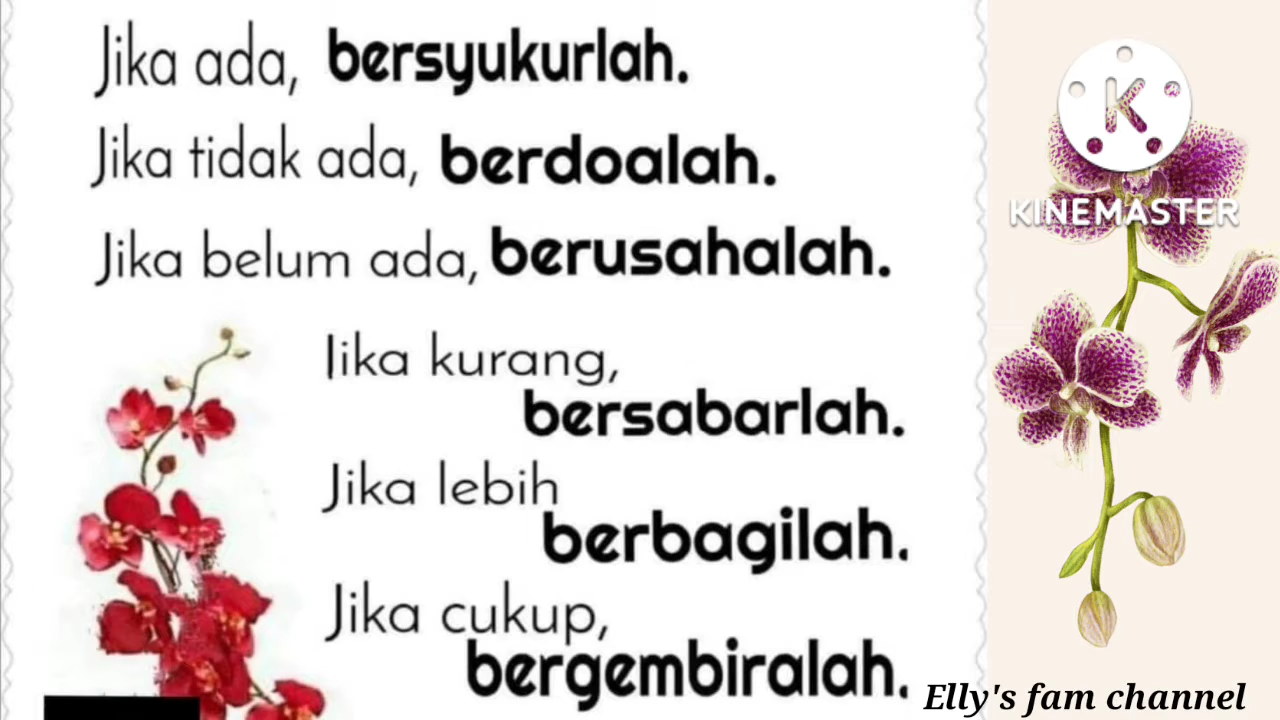 Jika ada, bersyukurlah.
Jika tidak ada, berdoalah.
Jika belum ada, berusahalah.
Jika kurang,
bersabarlah.
Jika lebih
berbagilah.
Jika cukup,
bergembiralah.
K
KINEMASTER
Elly's fam channel